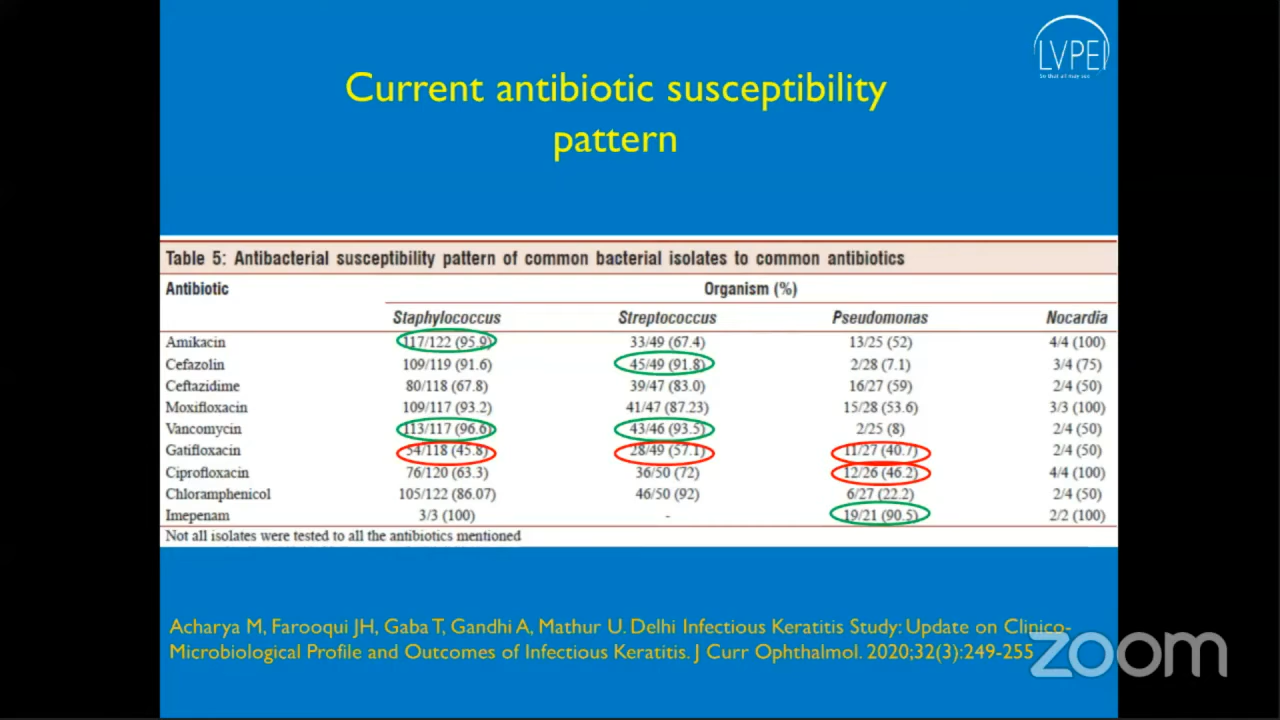 LVPEI
So that all may see
Current antibiotic susceptibility
pattern
Table 5: Antibacterial susceptibility pattern of common bacterial isolates to common antibiotics
Antibiotic Organism (%)
Staphylococcus Streptococcus Pseudomonas Nocardia
Amikacin 117/122 (95.9) 33/49 (67.4) 13/25 (52) 4/4 (100)
Cefazolin 109/119 (91.6) 45/49 (91.8) 2/28 (7.1) 3/4 (75)
Ceftazidime 80/118 (67.8) 39/47 (83.0) 16/27 (59) 2/4 (50)
Moxifloxacin 109/117 (93.2) 41/47 (87.23) 15/28 (53.6) 3/3 (100)
Vancomycin 113/117 (96.6) 43/46 (93.5) 2/25 (8) 2/4 (50)
Gatifloxacin 54/118 (45.8) 28/49 (57.1) 11/27 (40.7) 2/4 (50)
Ciprofloxacin 76/120 (63.3) 36/50 (72) 12/26 (46.2) 4/4 (100)
Chloramphenicol 105/122 (86.07) 46/50 (92) 6/27 (22.2) 2/4 (50)
Imepenam 3/3 (100) - 19/21 (90.5) 2/2 (100)
Not all isolates were tested to all the antibiotics mentioned
Acharya M, Farooqui JH, Gaba T, Gandhi A, Mathur U. Delhi Infectious Keratitis Study: Update on Clinico-
Microbiological Profile and Outcomes of Infectious Keratitis. J Curr Ophthalmol. 2020;32(3):249-255
zoom